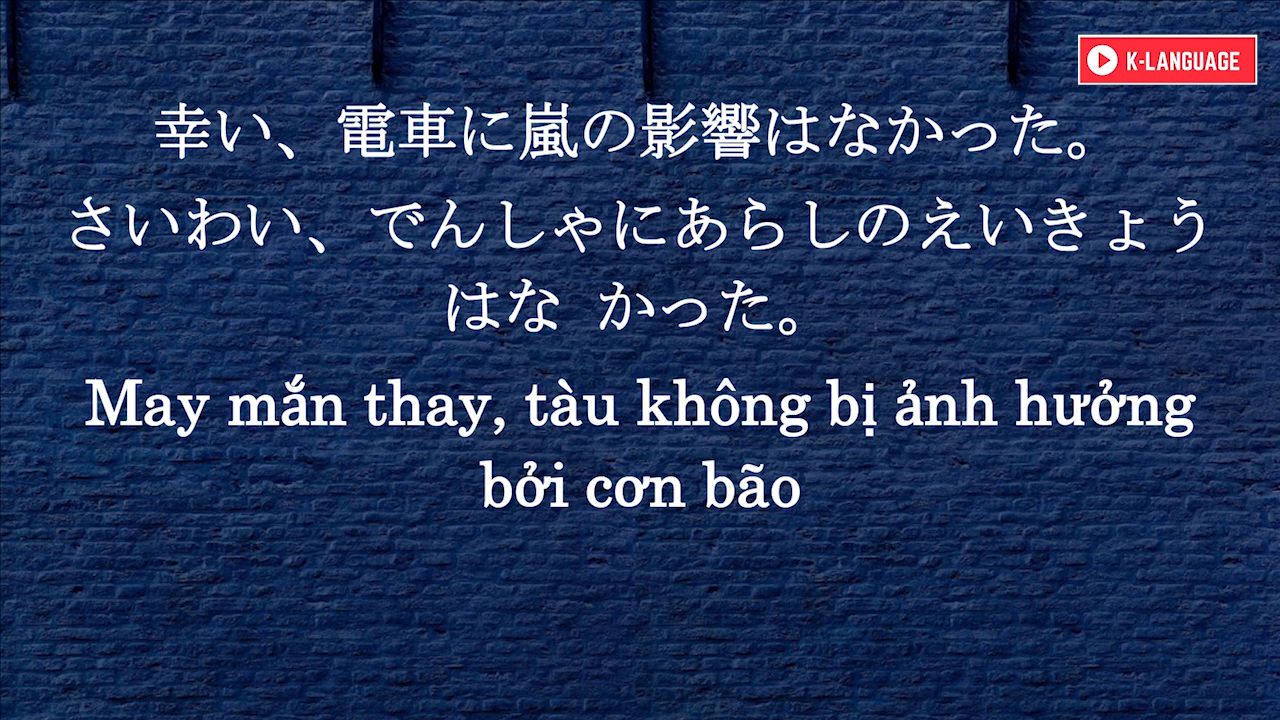 K-LANGUAGE
幸い、電車に嵐の影響はなかった。
さいわい、でんしゃにあらしのえいきょう
はな かった。
May mắn thay, tàu không bị ảnh hưởng
bởi cơn bão